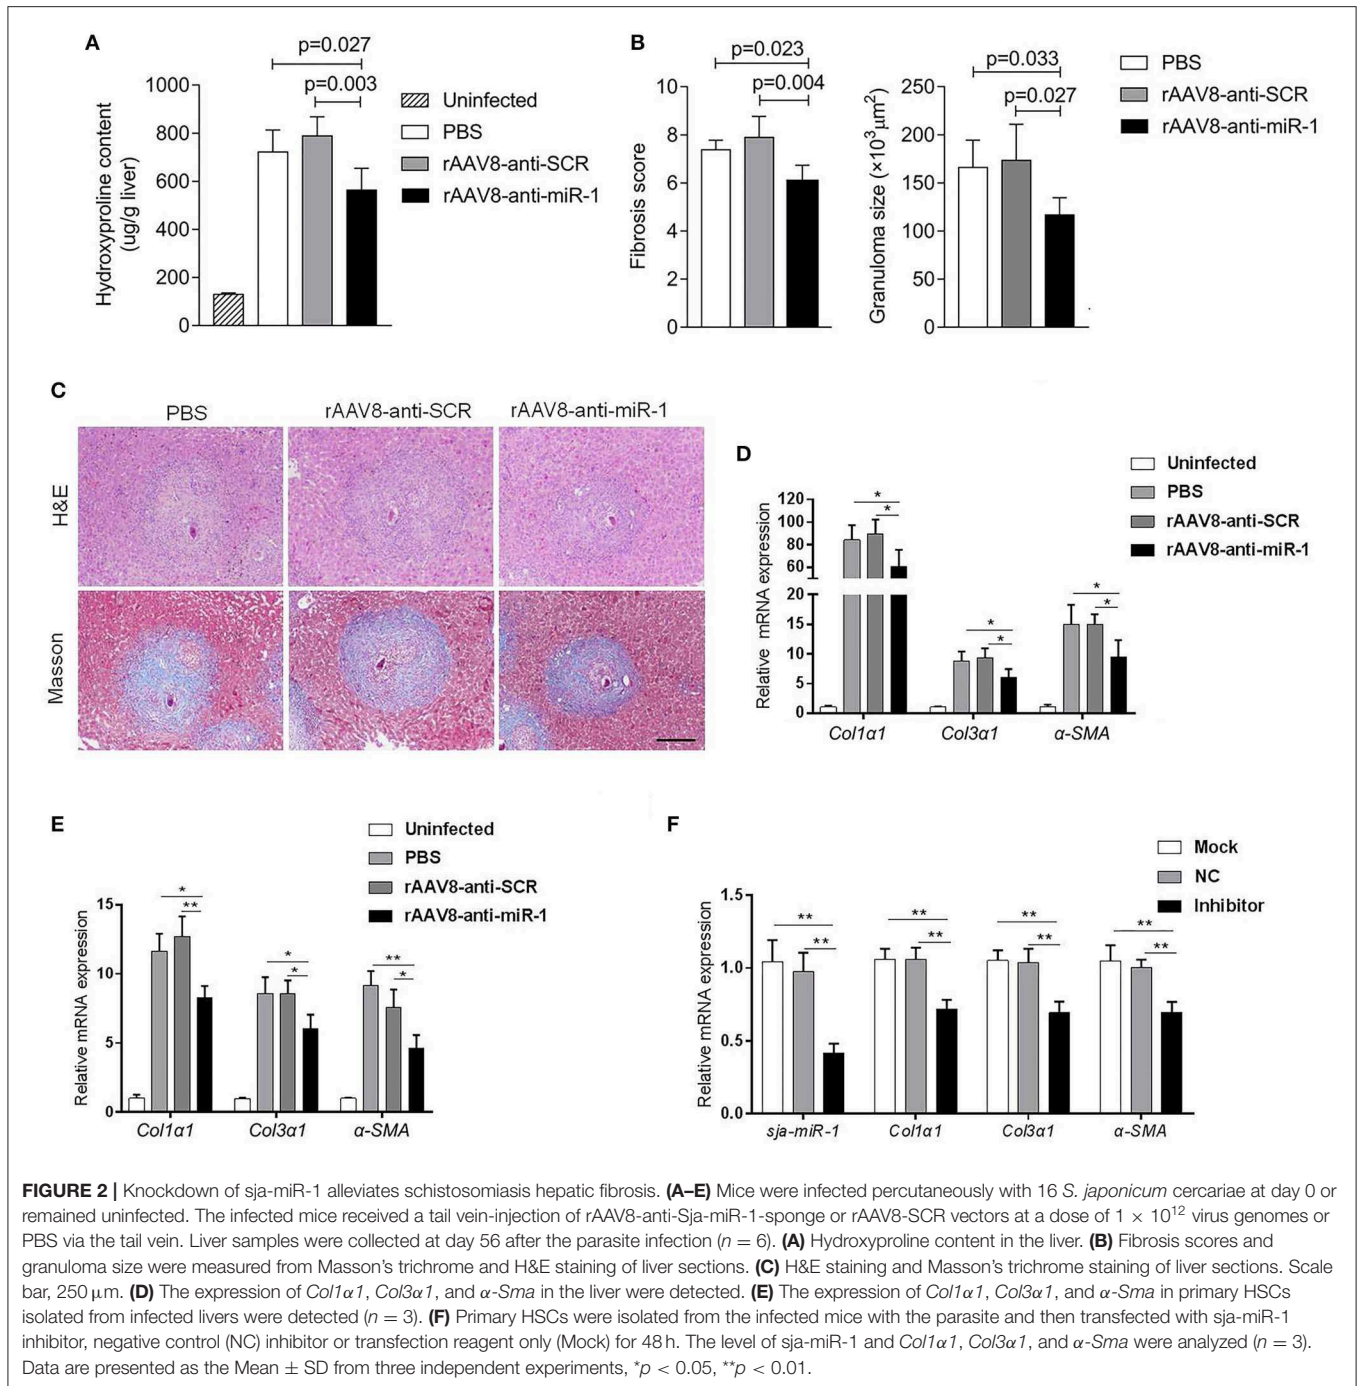 A
p=0.027
p=0.003
Hydroxyproline content
(ug/g liver)
1000
800
600
400
200
0
Uninfected
PBS
rAAV8-anti-SCR
rAAV8-anti-miR-1
B
p=0.023
p=0.004
Fibrosis score
10
8
6
4
2
0
p=0.033
p=0.027
Granuloma size (×10³μm²)
250
200
150
100
50
0
PBS
rAAV8-anti-SCR
rAAV8-anti-miR-1
C
PBS rAAV8-anti-SCR rAAV8-anti-miR-1
H&E
Masson
D
Uninfected
PBS
rAAV8-anti-SCR
rAAV8-anti-miR-1
Relative mRNA expression
120
100
80
60
20
15
10
5
0
* * * * * *
Col1α1 Col3α1 α-SMA
E
Uninfected
PBS
rAAV8-anti-SCR
rAAV8-anti-miR-1
Relative mRNA expression
15
10
5
0
* ** * * ** *
Col1α1 Col3α1 α-SMA
F
Mock
NC
Inhibitor
Relative mRNA expression
1.5
1.0
0.5
0.0
** ** ** ** ** ** ** **
sja-miR-1 Col1α1 Col3α1 α-SMA
FIGURE 2 | Knockdown of sja-miR-1 alleviates schistosomiasis hepatic fibrosis. (A–E) Mice were infected percutaneously with 16 S. japonicum cercariae at day 0 or
remained uninfected. The infected mice received a tail vein-injection of rAAV8-anti-Sja-miR-1-sponge or rAAV8-SCR vectors at a dose of 1 × 10¹² virus genomes or
PBS via the tail vein. Liver samples were collected at day 56 after the parasite infection (n = 6). (A) Hydroxyproline content in the liver. (B) Fibrosis scores and
granuloma size were measured from Masson's trichrome and H&E staining of liver sections. (C) H&E staining and Masson's trichrome staining of liver sections. Scale
bar, 250 μm. (D) The expression of Col1α1, Col3α1, and α-Sma in the liver were detected. (E) The expression of Col1α1, Col3α1, and α-Sma in primary HSCs
isolated from infected livers were detected (n = 3). (F) Primary HSCs were isolated from the infected mice with the parasite and then transfected with sja-miR-1
inhibitor, negative control (NC) inhibitor or transfection reagent only (Mock) for 48 h. The level of sja-miR-1 and Col1α1, Col3α1, and α-Sma were analyzed (n = 3).
Data are presented as the Mean ± SD from three independent experiments, *p < 0.05, **p < 0.01.